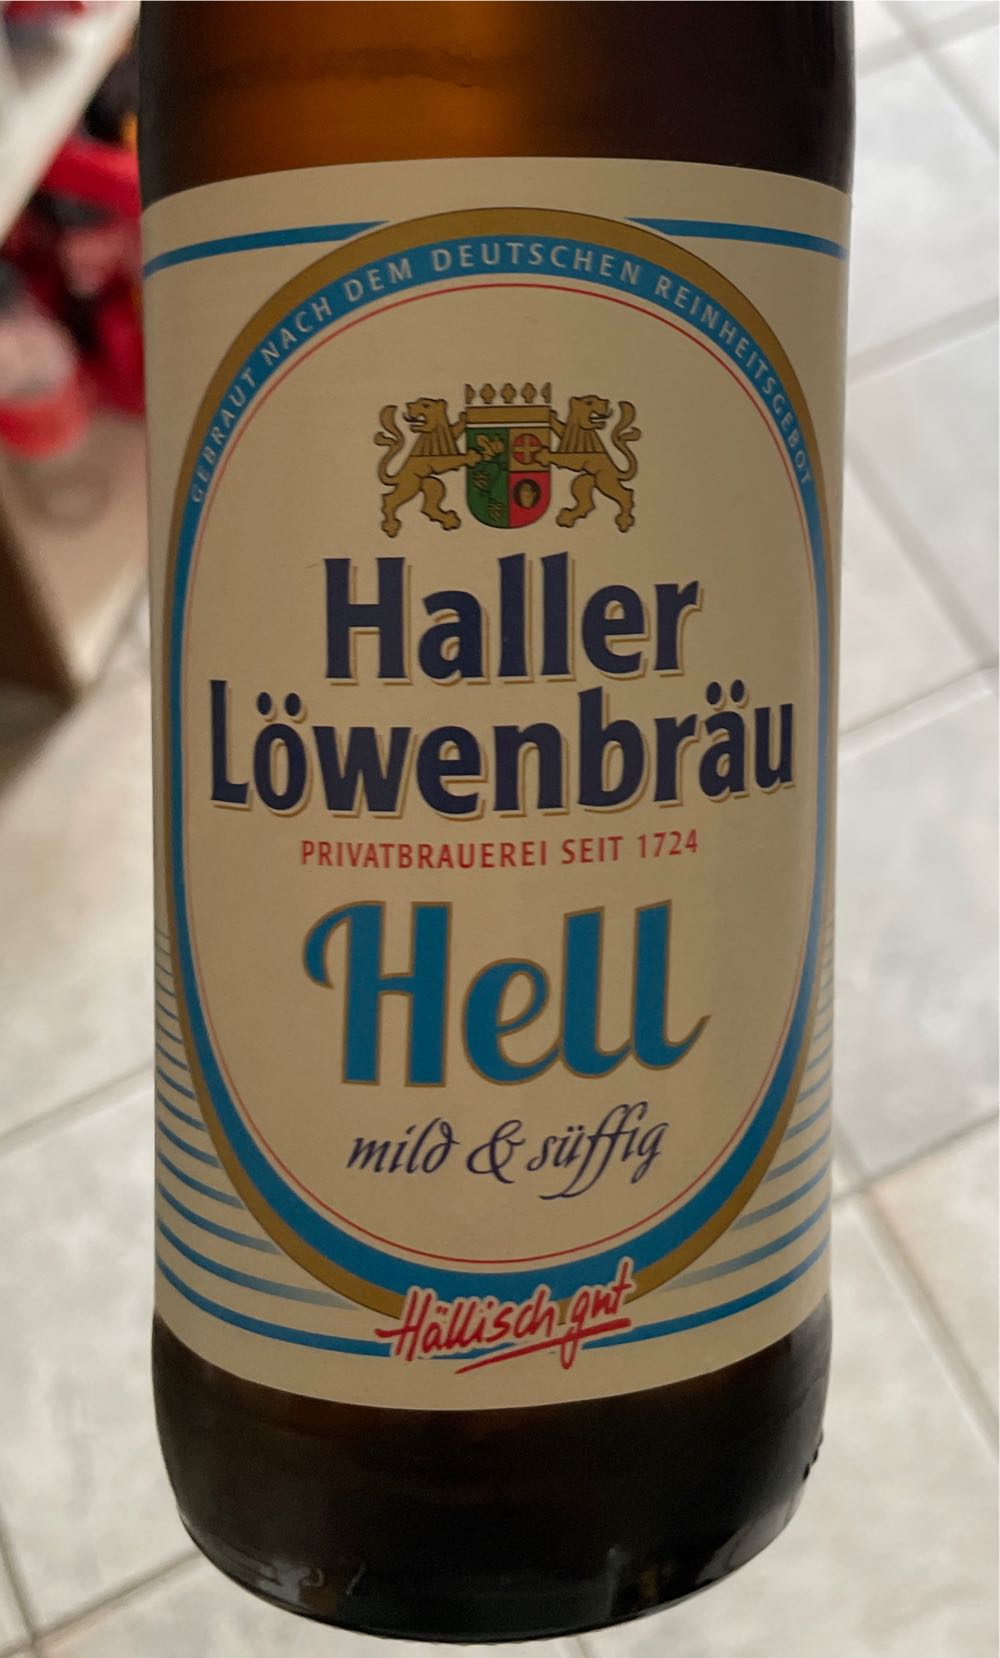 GEBRAUT NACH DEM DEUTSCHEN REINHEITSGEBOT
Haller
Löwenbräu
PRIVATBRAUEREI SEIT 1724
Hell
mild & süffig
Hällisch gut